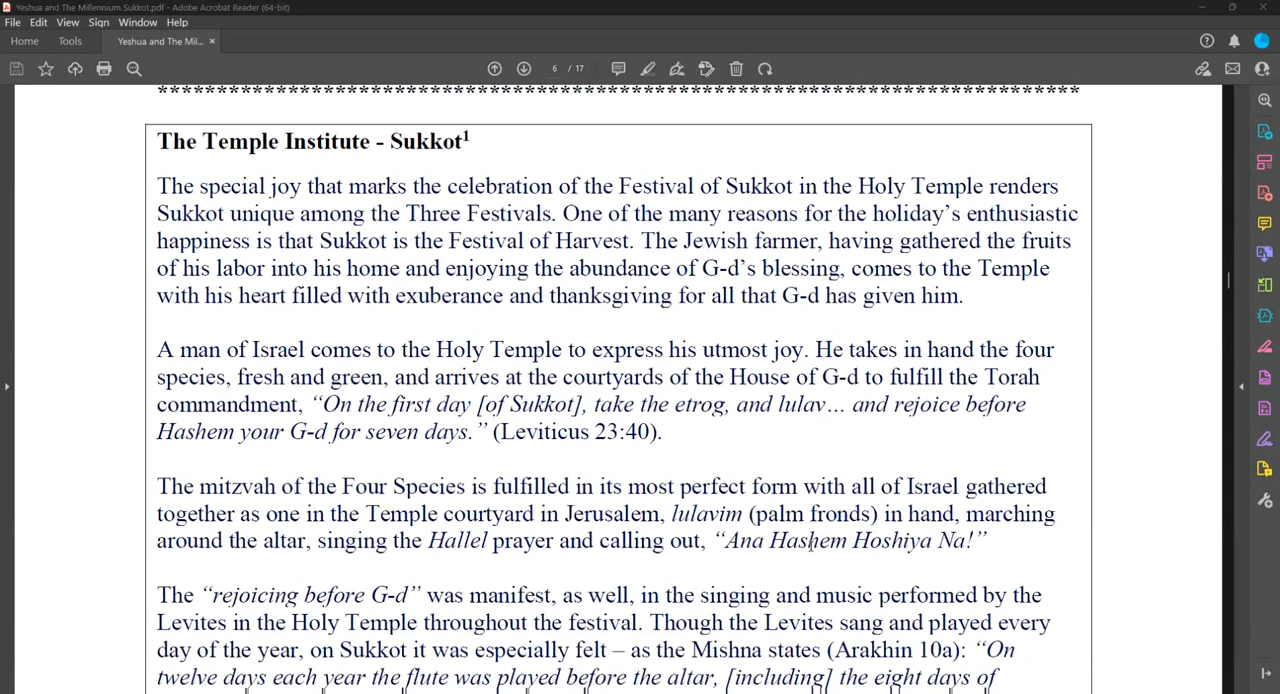 Yeshua and The Millennium Sukkot.pdf - Adobe Acrobat Reader (64-bit)
File Edit View Sign Window Help
Home Tools Yeshua and The Mil... ×
6 / 17
******************************************************************************
The Temple Institute - Sukkot¹
The special joy that marks the celebration of the Festival of Sukkot in the Holy Temple renders
Sukkot unique among the Three Festivals. One of the many reasons for the holiday’s enthusiastic
happiness is that Sukkot is the Festival of Harvest. The Jewish farmer, having gathered the fruits
of his labor into his home and enjoying the abundance of G-d’s blessing, comes to the Temple
with his heart filled with exuberance and thanksgiving for all that G-d has given him.
A man of Israel comes to the Holy Temple to express his utmost joy. He takes in hand the four
species, fresh and green, and arrives at the courtyards of the House of G-d to fulfill the Torah
commandment, “On the first day [of Sukkot], take the etrog, and lulav… and rejoice before
Hashem your G-d for seven days.” (Leviticus 23:40).
The mitzvah of the Four Species is fulfilled in its most perfect form with all of Israel gathered
together as one in the Temple courtyard in Jerusalem, lulavim (palm fronds) in hand, marching
around the altar, singing the Hallel prayer and calling out, “Ana Hashem Hoshiya Na!”
The “rejoicing before G-d” was manifest, as well, in the singing and music performed by the
Levites in the Holy Temple throughout the festival. Though the Levites sang and played every
day of the year, on Sukkot it was especially felt – as the Mishna states (Arakhin 10a): “On
twelve days each year the flute was played before the altar, [including] the eight days of